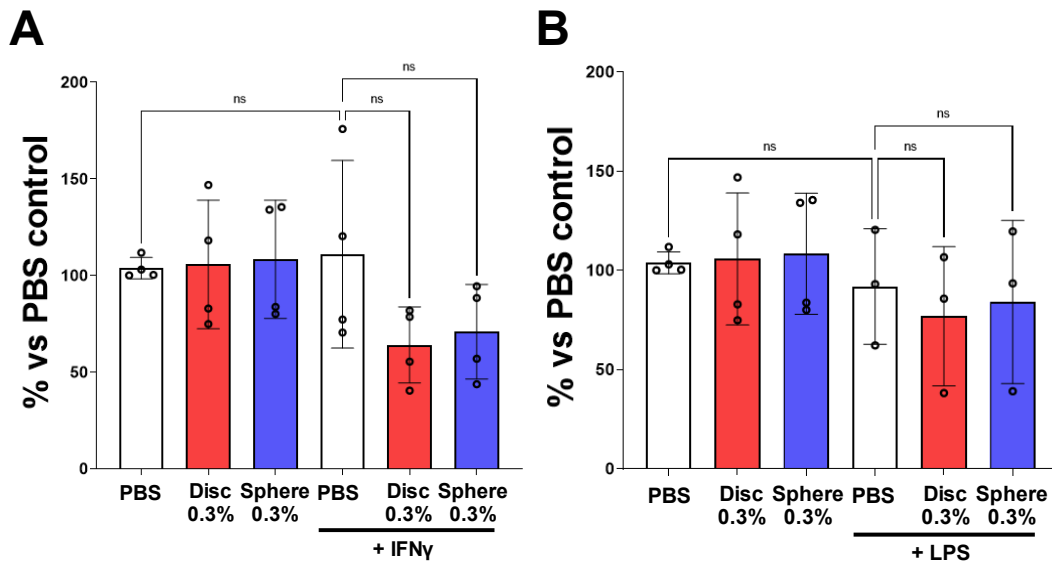 A
B
% vs PBS control
200
150
100
50
0
ns
ns
ns
PBS
Disc
0.3%
Sphere
0.3%
PBS
Disc
0.3%
Sphere
0.3%
+ IFNγ
% vs PBS control
200
150
100
50
0
ns
ns
ns
PBS
Disc
0.3%
Sphere
0.3%
PBS
Disc
0.3%
Sphere
0.3%
+ LPS